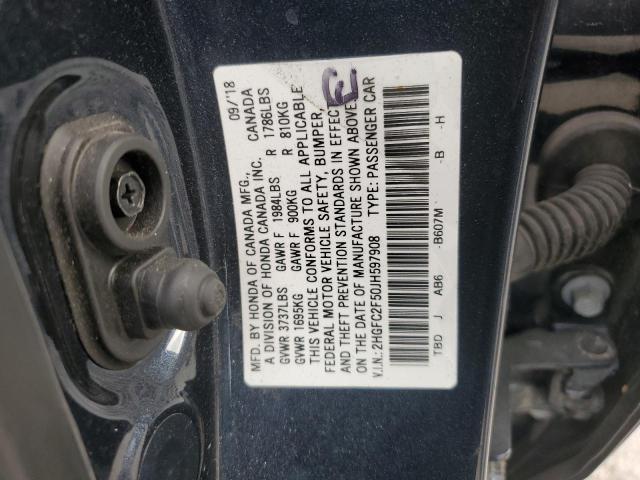 MFD. BY HONDA OF CANADA MFG., 09/'18
A DIVISION OF HONDA CANADA INC. CANADA
GVWR 3737LBS GAWR F 1984LBS R 1786LBS
GVWR 1695KG GAWR F 900KG R 810KG
THIS VEHICLE CONFORMS TO ALL APPLICABLE
FEDERAL MOTOR VEHICLE SAFETY, BUMPER,
AND THEFT PREVENTION STANDARDS IN EFFECT
ON THE DATE OF MANUFACTURE SHOWN ABOVE.
V.I.N.: 2HGFC2F50JH597908 TYPE: PASSENGER CAR
TBD J AB6 -B607M -B -H